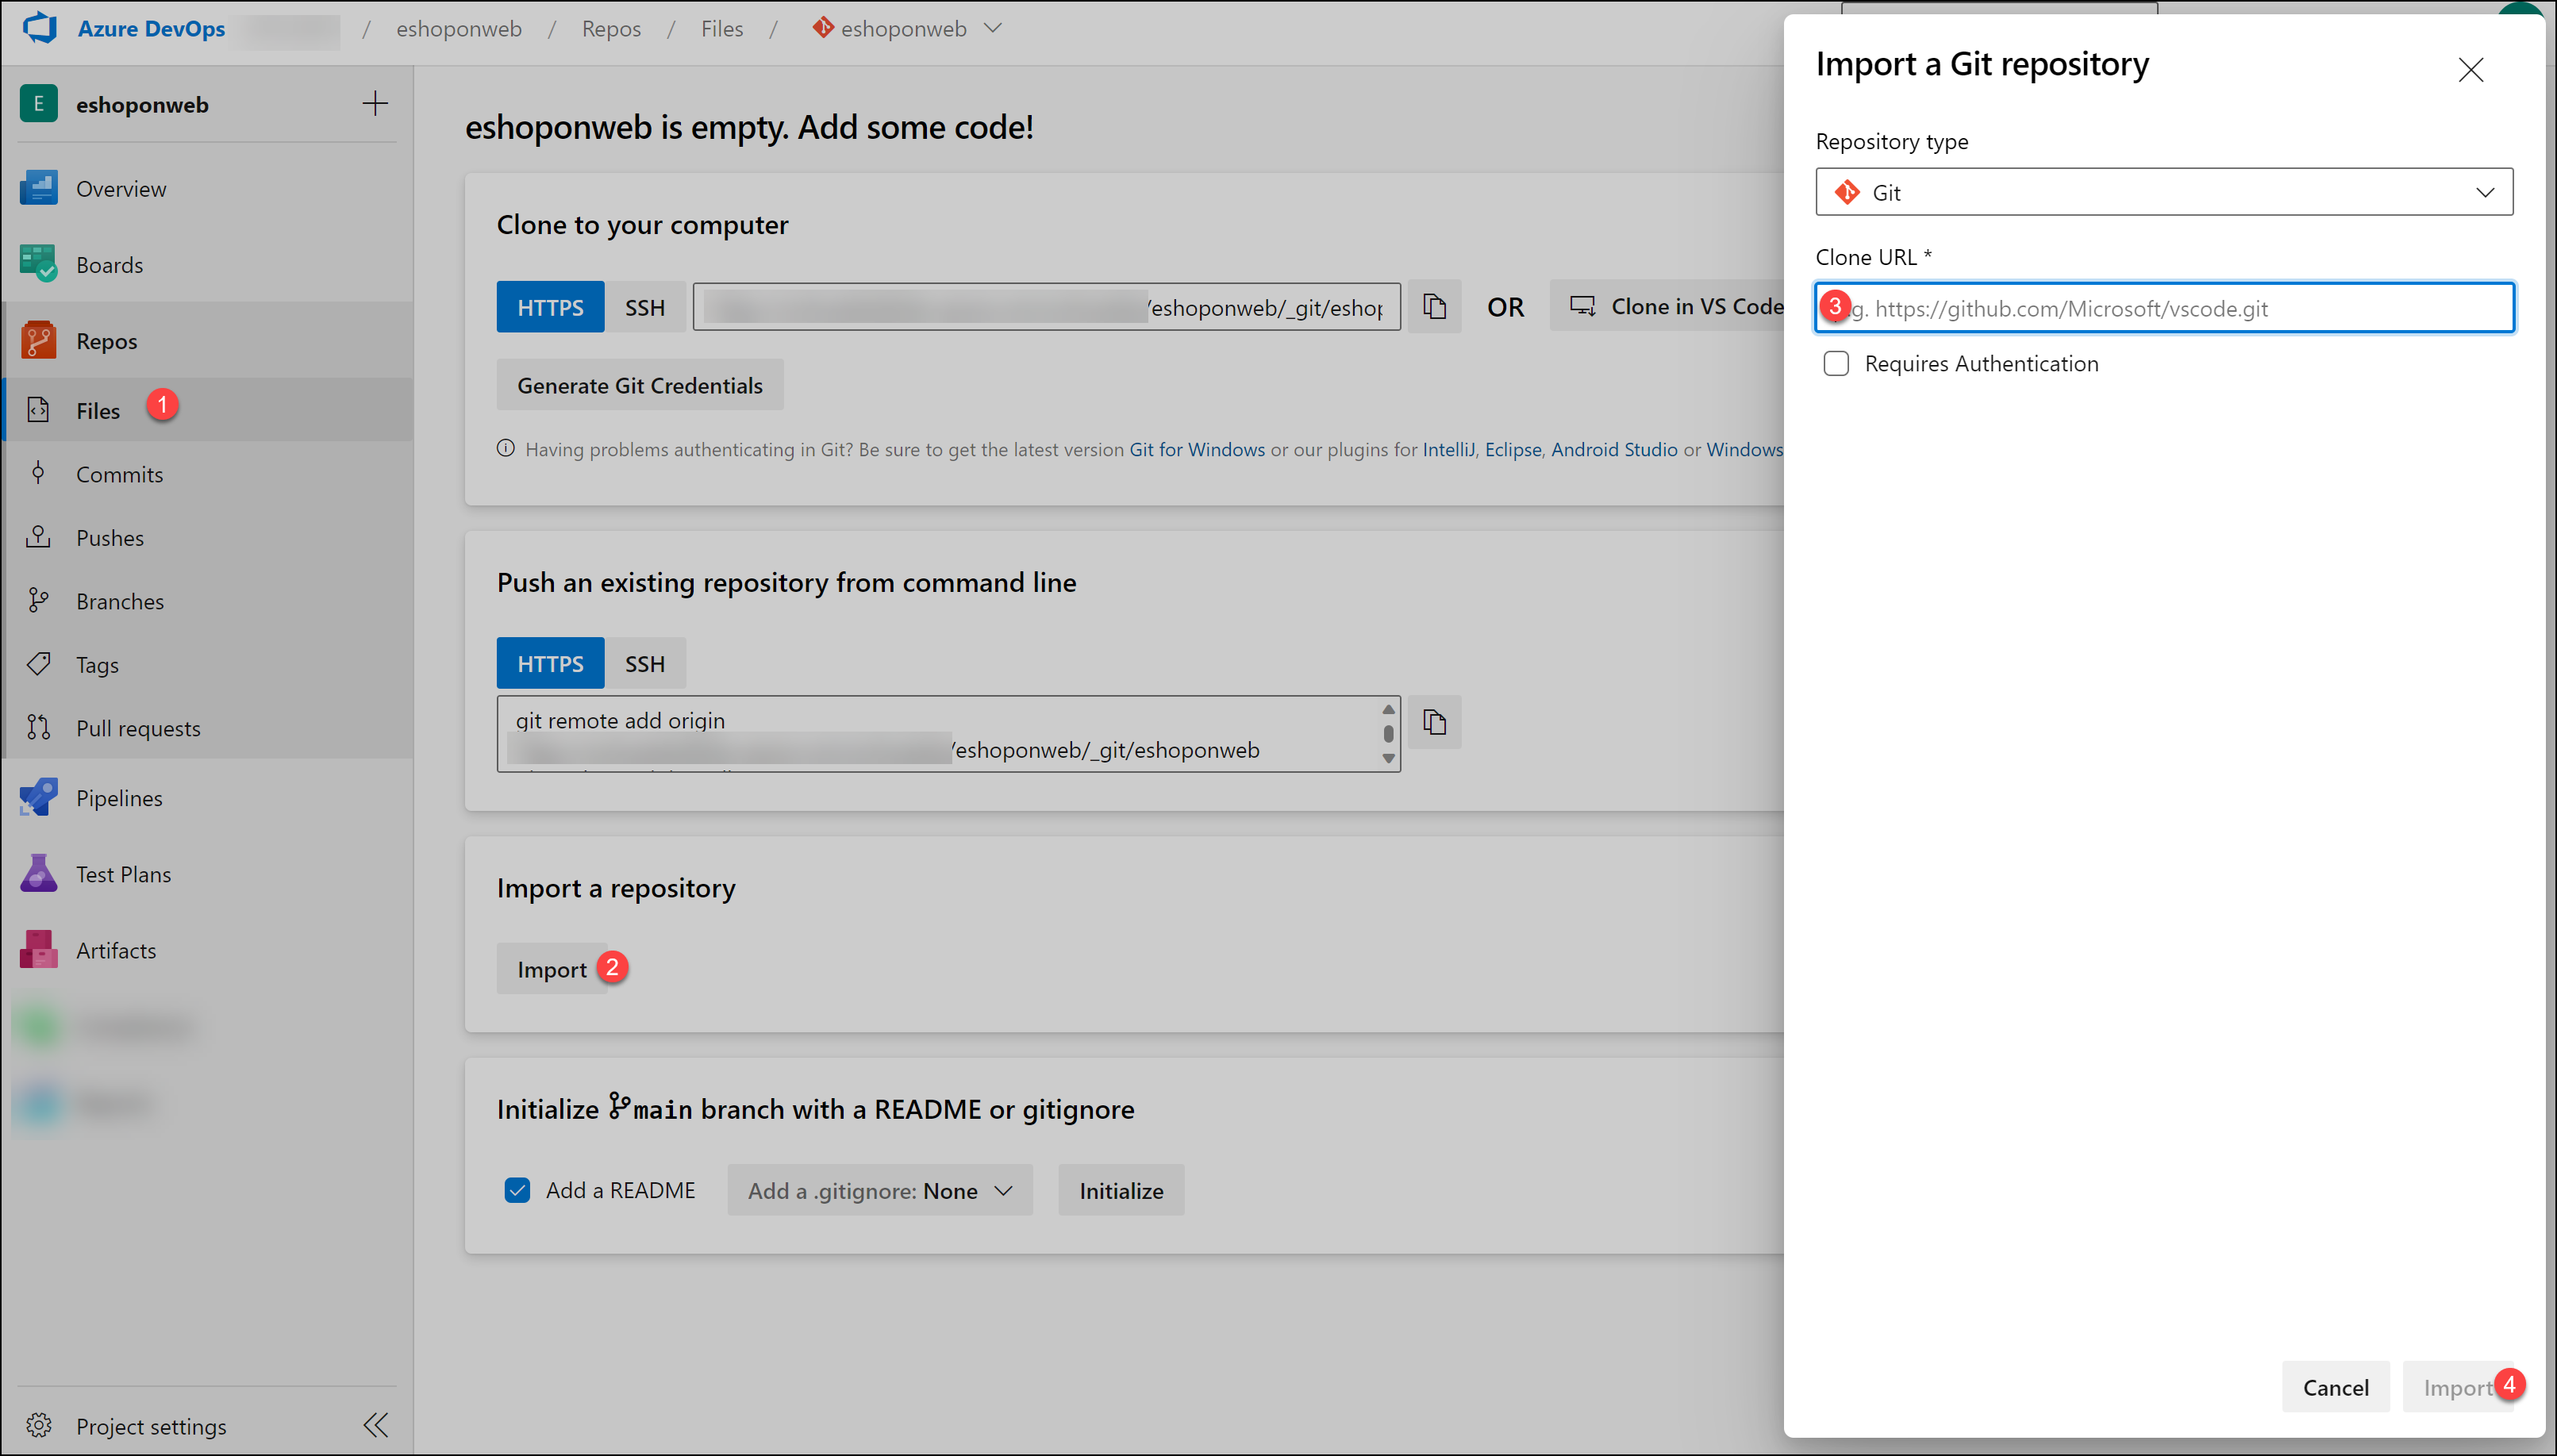 Azure DevOps / eshoponweb / Repos / Files / eshoponweb
E eshoponweb
Overview
Boards
Repos
Files 1
Commits
Pushes
Branches
Tags
Pull requests
Pipelines
Test Plans
Artifacts
Project settings
eshoponweb is empty. Add some code!
Clone to your computer
HTTPS SSH /eshoponweb/_git/eshop OR Clone in VS Code
Generate Git Credentials
Having problems authenticating in Git? Be sure to get the latest version Git for Windows or our plugins for IntelliJ, Eclipse, Android Studio or Windows
Push an existing repository from command line
HTTPS SSH
git remote add origin
/eshoponweb/_git/eshoponweb
Import a repository
Import 2
Initialize main branch with a README or gitignore
Add a README Add a .gitignore: None Initialize
Import a Git repository
Repository type
Git
Clone URL *
3 g. https://github.com/Microsoft/vscode.git
Requires Authentication
Cancel Import 4